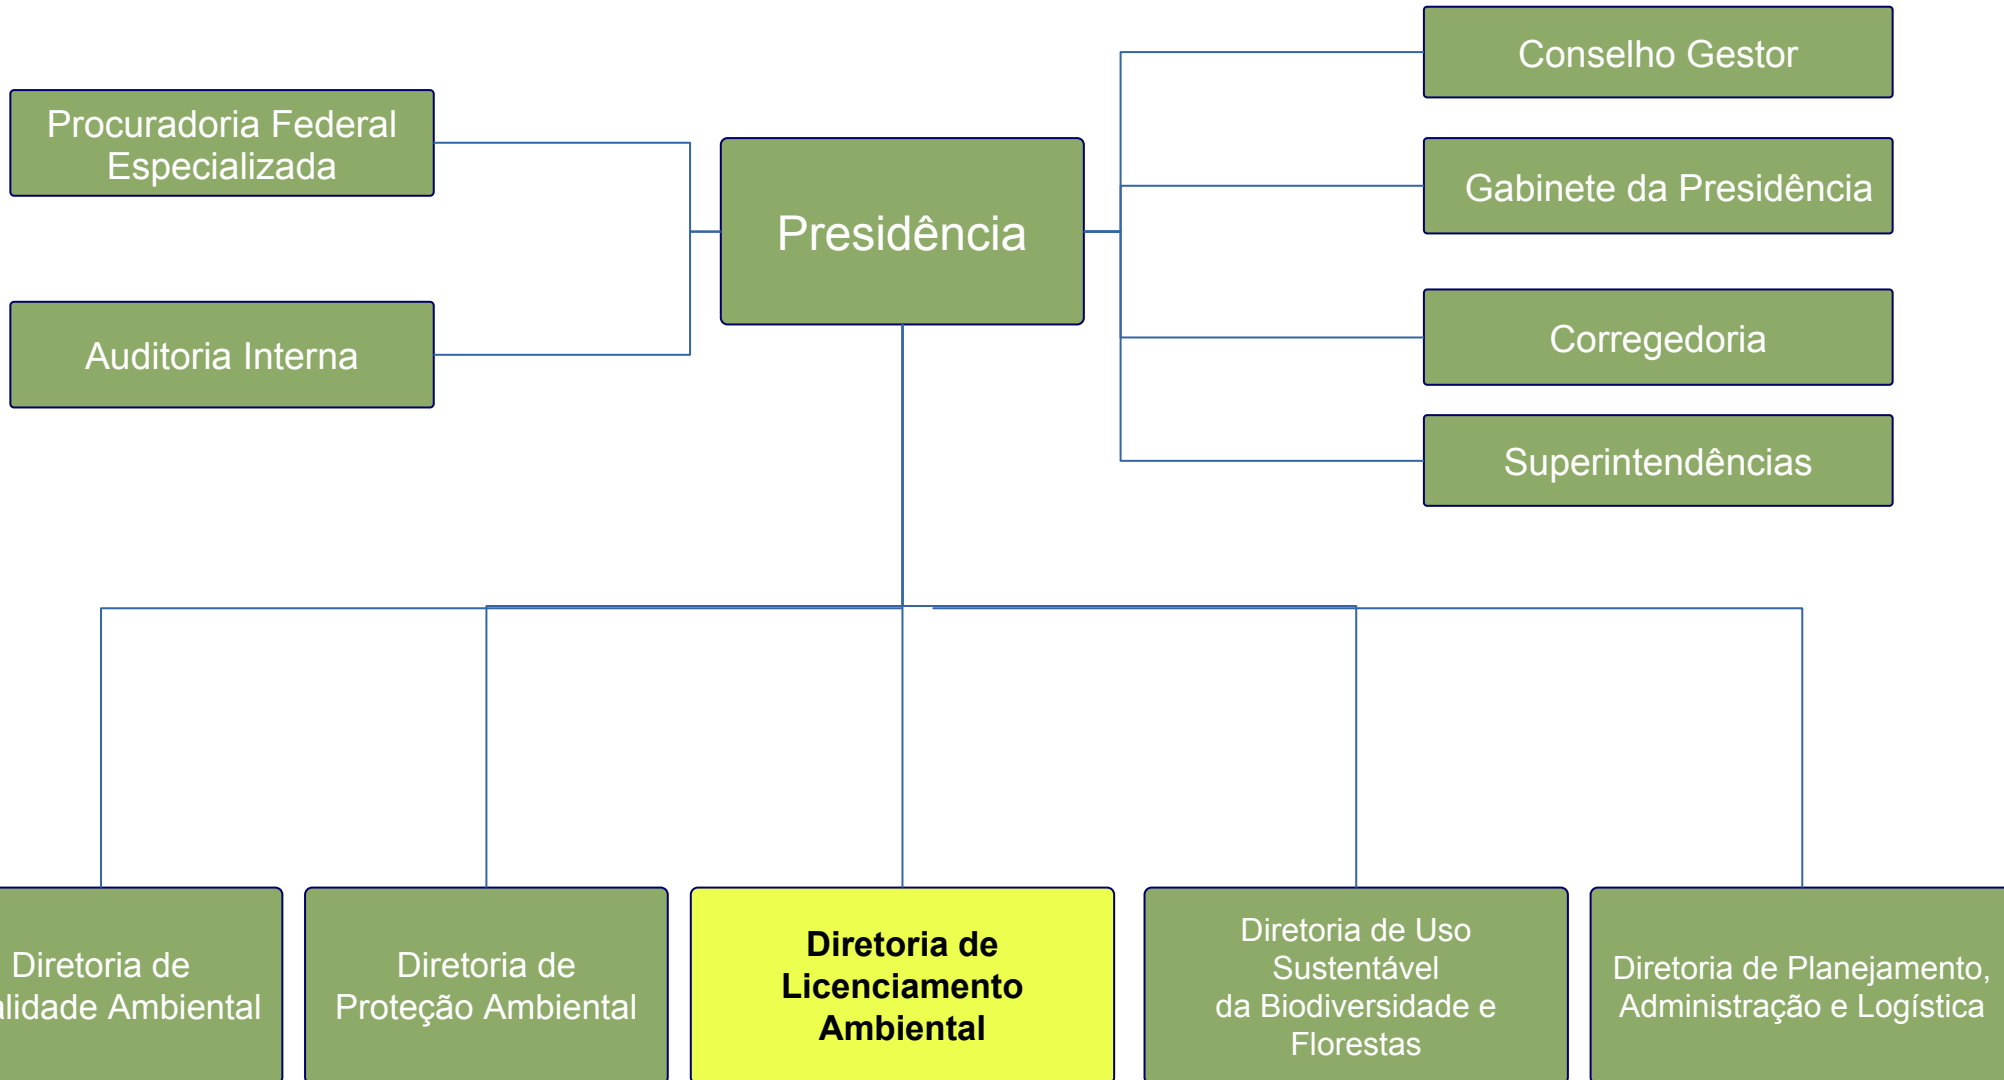 Conselho Gestor
Procuradoria Federal
Especializada
Presidência
Gabinete da Presidência
Auditoria Interna
Corregedoria
Superintendências
Diretoria de
Ambiental
Diretoria de
Proteção Ambiental
Diretoria de
Licenciamento
Ambiental
Diretoria de Uso
Sustentável
da Biodiversidade e
Florestas
Diretoria de Planejamento,
Administração e Logística